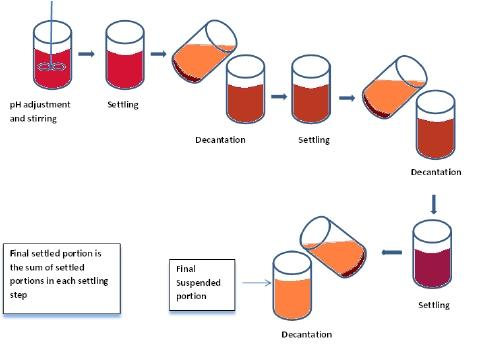 pH adjustment
and stirring
Settling
Decantation
Settling
Decantation
Settling
Decantation
Final
Suspended
portion
Final settled portion is
the sum of settled
portions in each settling
step